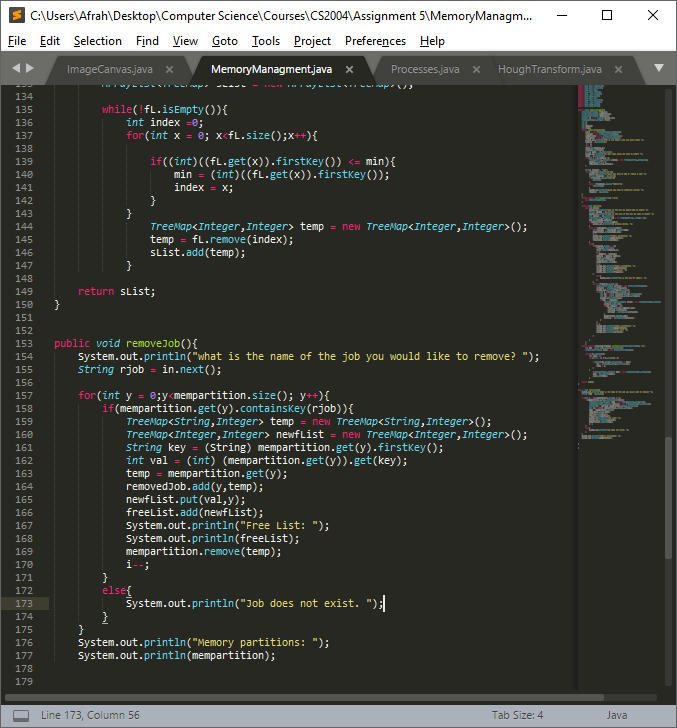 C:\Users\Afrah\Desktop\Computer Science\Courses\CS2004\Assignment 5\MemoryManagm...
File Edit Selection Find View Goto Tools Project Preferences Help
ImageCanvas.java MemoryManagment.java Processes.java HoughTransform.java
134
135 while(!fL.isEmpty()){
136 int index =0;
137 for(int x = 0; x<fL.size();x++){
138
139 if((int)((fL.get(x)).firstKey()) <= min){
140 min = (int)((fL.get(x)).firstKey());
141 index = x;
142 }
143 }
144 TreeMap<Integer,Integer> temp = new TreeMap<Integer,Integer>();
145 temp = fL.remove(index);
146 sList.add(temp);
147 }
148
149 return sList;
150 }
151
152
153 public void removeJob(){
154 System.out.println("what is the name of the job you would like to remove? ");
155 String rjob = in.next();
156
157 for(int y = 0;y<mempartition.size(); y++){
158 if(mempartition.get(y).containsKey(rjob)){
159 TreeMap<String,Integer> temp = new TreeMap<String,Integer>();
160 TreeMap<Integer,Integer> newfList = new TreeMap<Integer,Integer>();
161 String key = (String) mempartition.get(y).firstKey();
162 int val = (int) (mempartition.get(y)).get(key);
163 temp = mempartition.get(y);
164 removedJob.add(y,temp);
165 newfList.put(val,y);
166 freeList.add(newfList);
167 System.out.println("Free List: ");
168 System.out.println(freeList);
169 mempartition.remove(temp);
170 i--;
171 }
172 else{
173 System.out.println("Job does not exist. ");
174 }
175 }
176 System.out.println("Memory partitions: ");
177 System.out.println(mempartition);
178
179
Line 173, Column 56 Tab Size: 4 Java